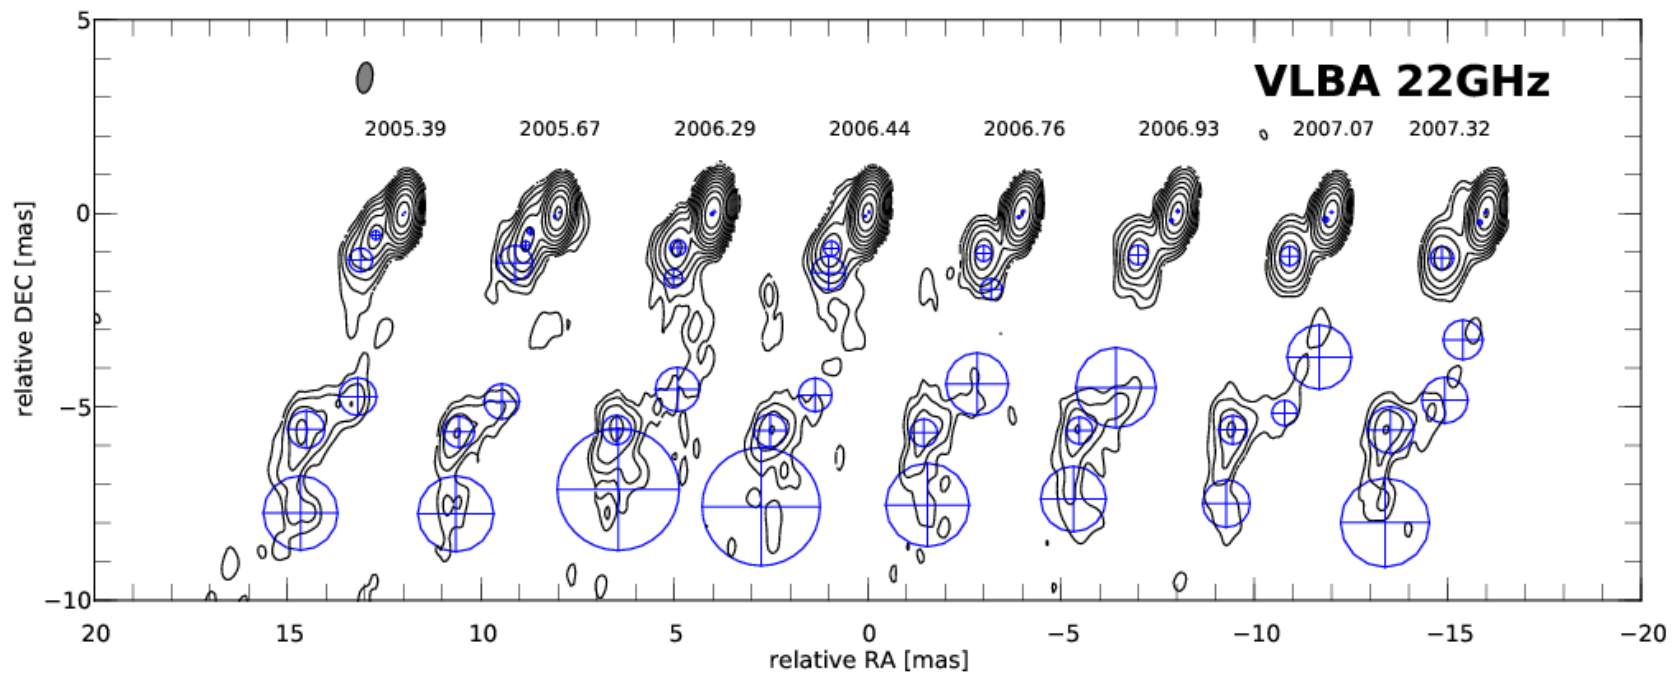 5
VLBA 22GHz
2005.39 2005.67 2006.29 2006.44 2006.76 2006.93 2007.07 2007.32
0
relative DEC [mas]
−5
−10
20 15 10 5 0 −5 −10 −15 −20
relative RA [mas]